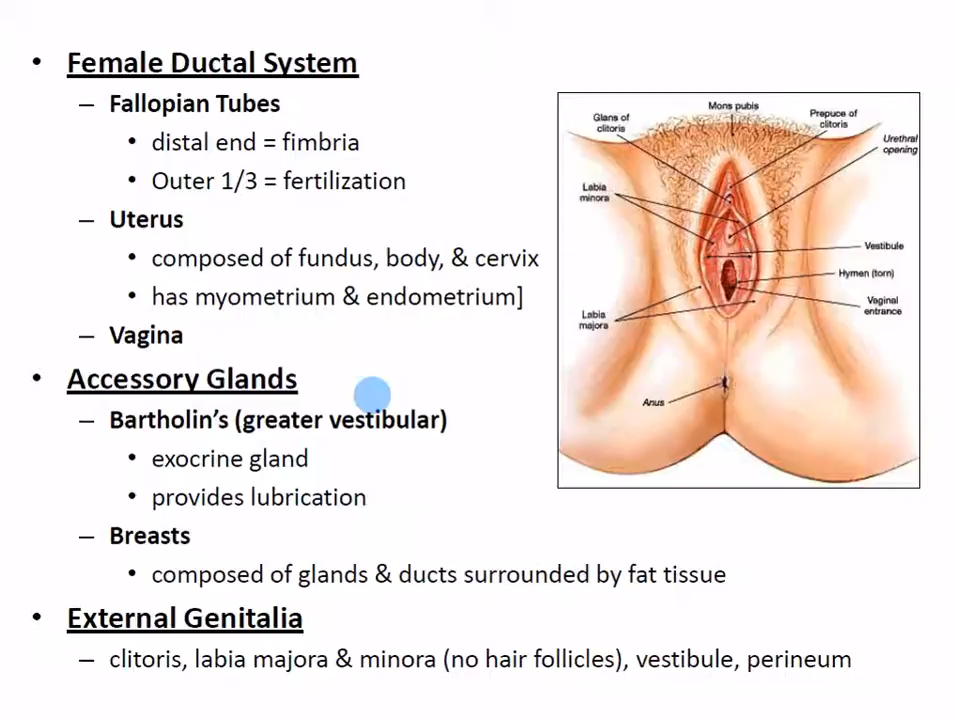 • Female Ductal System
– Fallopian Tubes
• distal end = fimbria
• Outer 1/3 = fertilization
– Uterus
• composed of fundus, body, & cervix
• has myometrium & endometrium]
– Vagina
• Accessory Glands
– Bartholin’s (greater vestibular)
• exocrine gland
• provides lubrication
– Breasts
• composed of glands & ducts surrounded by fat tissue
• External Genitalia
– clitoris, labia majora & minora (no hair follicles), vestibule, perineum
Mons pubis
Glans of
clitoris
Prepuce of
clitoris
Urethral
opening
Labia
minora
Vestibule
Hymen (torn)
Vaginal
entrance
Labia
majora
Anus